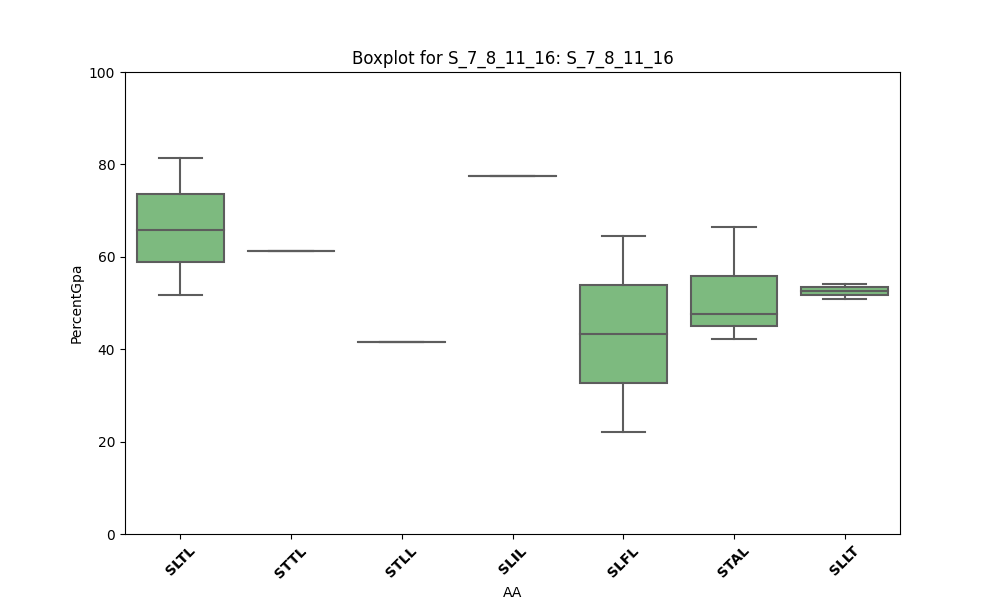 Boxplot for S_7_8_11_16: S_7_8_11_16
100
80
60
40
20
0
PercentGpa
SLTL
STTL
STLL
SLIL
SLFL
STAL
SLLT
AA